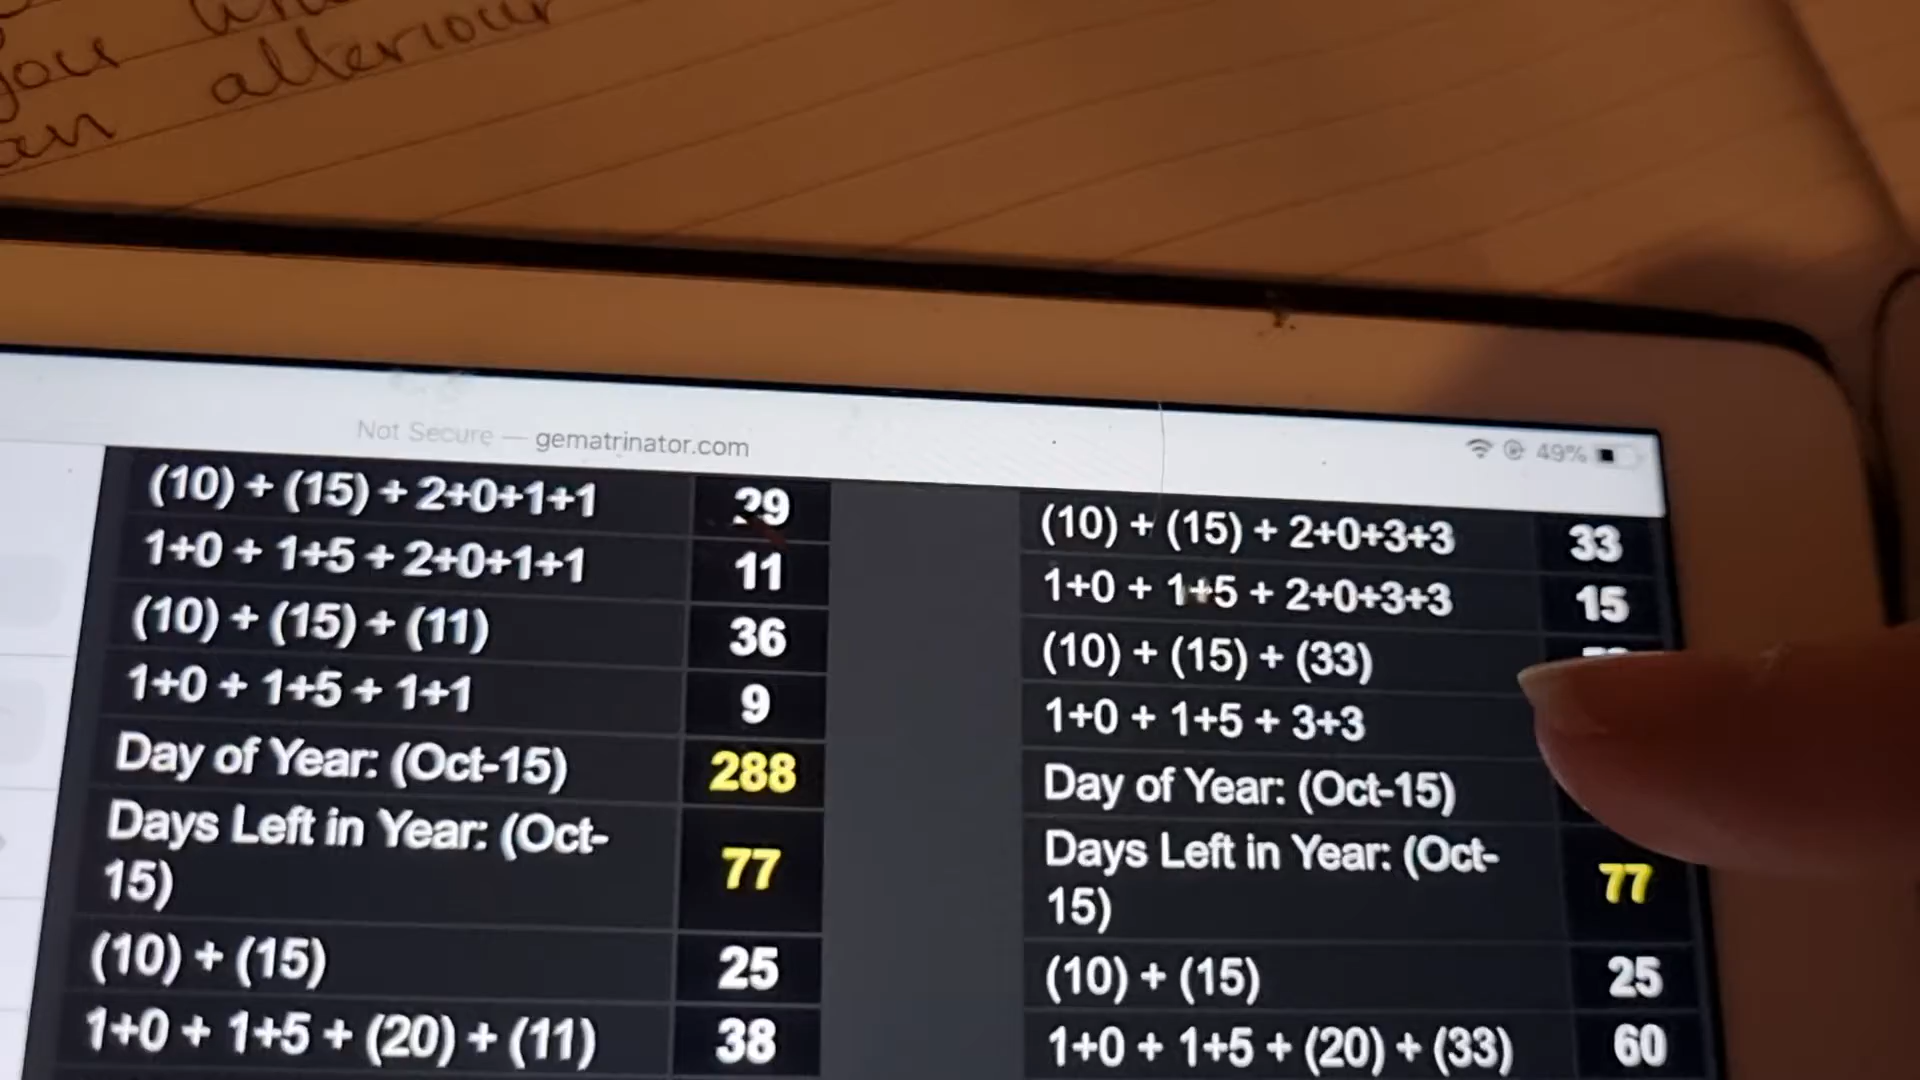 you
alteriour
an
Not Secure — gematrinator.com
49%
(10) + (15) + 2+0+1+1 29
1+0 + 1+5 + 2+0+1+1 11
(10) + (15) + (11) 36
1+0 + 1+5 + 1+1 9
Day of Year: (Oct-15) 288
Days Left in Year: (Oct-
15) 77
(10) + (15) 25
1+0 + 1+5 + (20) + (11) 38
(10) + (15) + 2+0+3+3 33
1+0 + 1+5 + 2+0+3+3 15
(10) + (15) + (33)
1+0 + 1+5 + 3+3
Day of Year: (Oct-15)
Days Left in Year: (Oct-
15) 77
(10) + (15) 25
1+0 + 1+5 + (20) + (33) 60